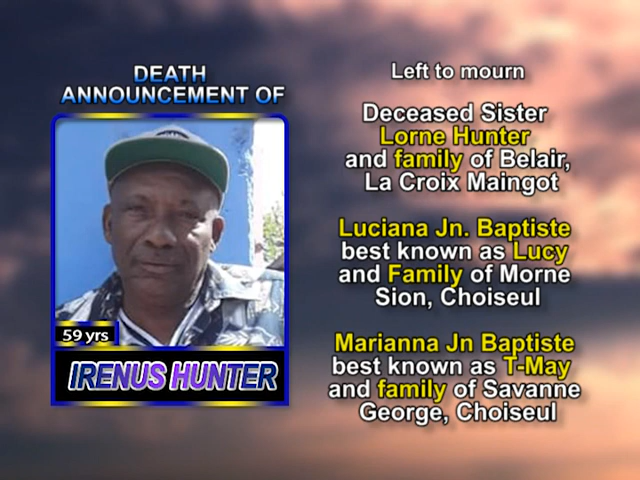 DEATH
ANNOUNCEMENT OF
59 yrs
IRENUS HUNTER
Left to mourn
Deceased Sister
Lorne Hunter
and family of Belair,
La Croix Maingot
Luciana Jn. Baptiste
best known as Lucy
and Family of Morne
Sion, Choiseul
Marianna Jn Baptiste
best known as T-May
and family of Savanne
George, Choiseul